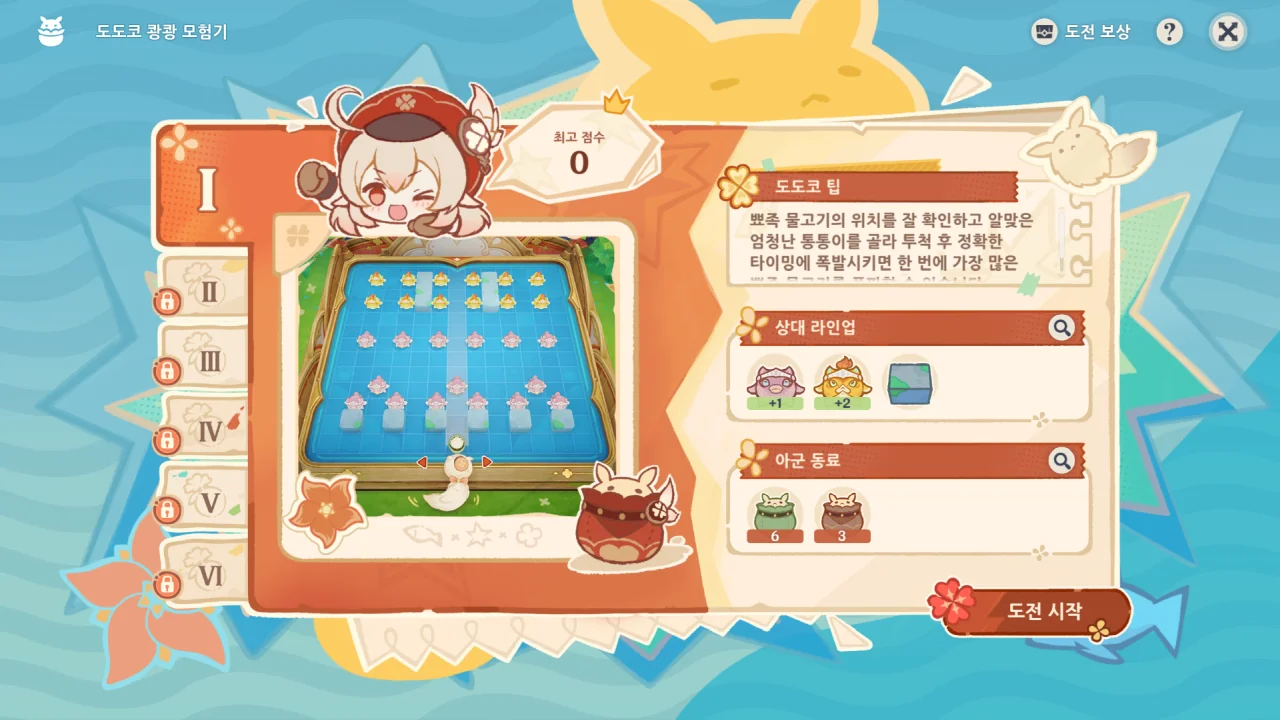 도도코 쾅쾅 모험기
도전 보상
?
최고 점수
0
I
II
III
IV
V
VI
도도코 팁
뾰족 물고기의 위치를 잘 확인하고 알맞은
엄청난 통통이를 골라 투척 후 정확한
타이밍에 폭발시키면 한 번에 가장 많은
상대 라인업
+1
+2
아군 동료
6
3
도전 시작